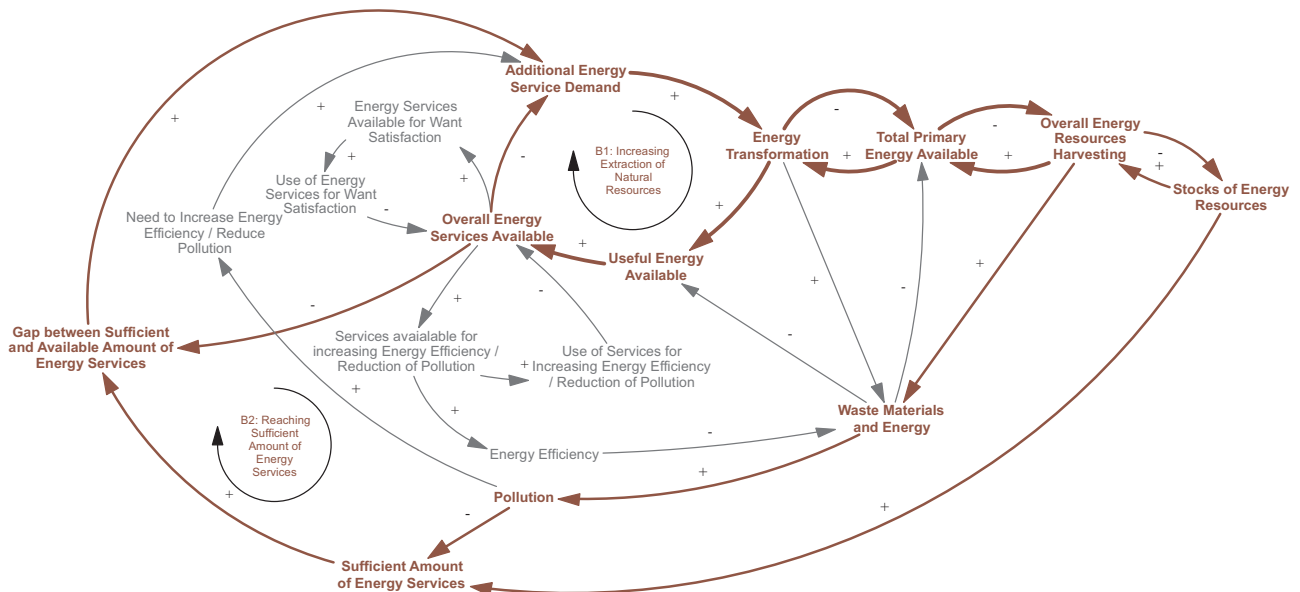 Additional Energy
Service Demand
Energy Services
Available for Want
Satisfaction
Use of Energy
Services for Want
Satisfaction
Need to Increase Energy
Efficiency / Reduce
Pollution
Overall Energy
Services Available
B1: Increasing
Extraction of
Natural
Resources
Energy
Transformation
Total Primary
Energy Available
Overall Energy
Resources
Harvesting
Stocks of Energy
Resources
Useful Energy
Available
Gap between Sufficient
and Available Amount of
Energy Services
Services avaialable for
increasing Energy Efficiency /
Reduction of Pollution
Use of Services for
Increasing Energy Efficiency
/ Reduction of Pollution
Waste Materials
and Energy
B2: Reaching
Sufficient
Amount of
Energy
Services
Energy Efficiency
Pollution
Sufficient Amount
of Energy Services
+
+
+
+
-
-
+
-
+
-
+
-
+
+
+
-
+
-
+
-
-
+
+
-
+
-
+
+
-
+
+